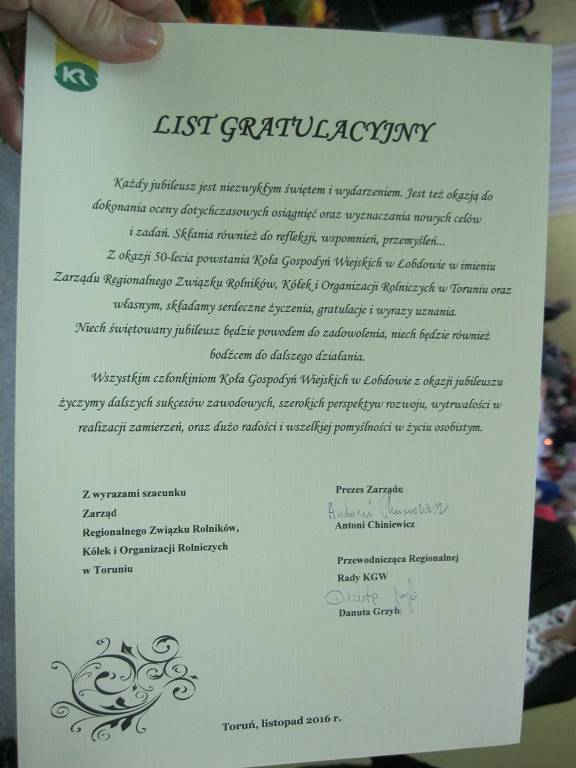 KR
LIST GRATULACYJNY
Każdy jubileusz jest niezwykłym świętem i wydarzeniem. Jest też okazją do
dokonania oceny dotychczasowych osiągnięć oraz wyznaczania nowych celów
i zadań. Skłania również do refleksji, wspomnień, przemyśleń...
Z okazji 50-lecia powstania Koła Gospodyń Wiejskich w Łobdowie w imieniu
Zarządu Regionalnego Związku Rolników, Kółek i Organizacji Rolniczych w Toruniu oraz
własnym, składamy serdeczne życzenia, gratulacje i wyrazy uznania.
Niech świętowany jubileusz będzie powodem do zadowolenia, niech będzie również
bodźcem do dalszego działania.
Wszystkim członkiniom Koła Gospodyń Wiejskich w Łobdowie z okazji jubileuszu
życzymy dalszych sukcesów zawodowych, szerokich perspektyw rozwoju, wytrwałości w
realizacji zamierzeń, oraz dużo radości i wszelkiej pomyślności w życiu osobistym.
Z wyrazami szacunku
Zarząd
Regionalnego Związku Rolników,
Kółek i Organizacji Rolniczych
w Toruniu
Prezes Zarządu
Antoni Chiniewicz
Antoni Chiniewicz
Przewodnicząca Regionalnej
Rady KGW
Danuta Grzyb
Toruń, listopad 2016 r.